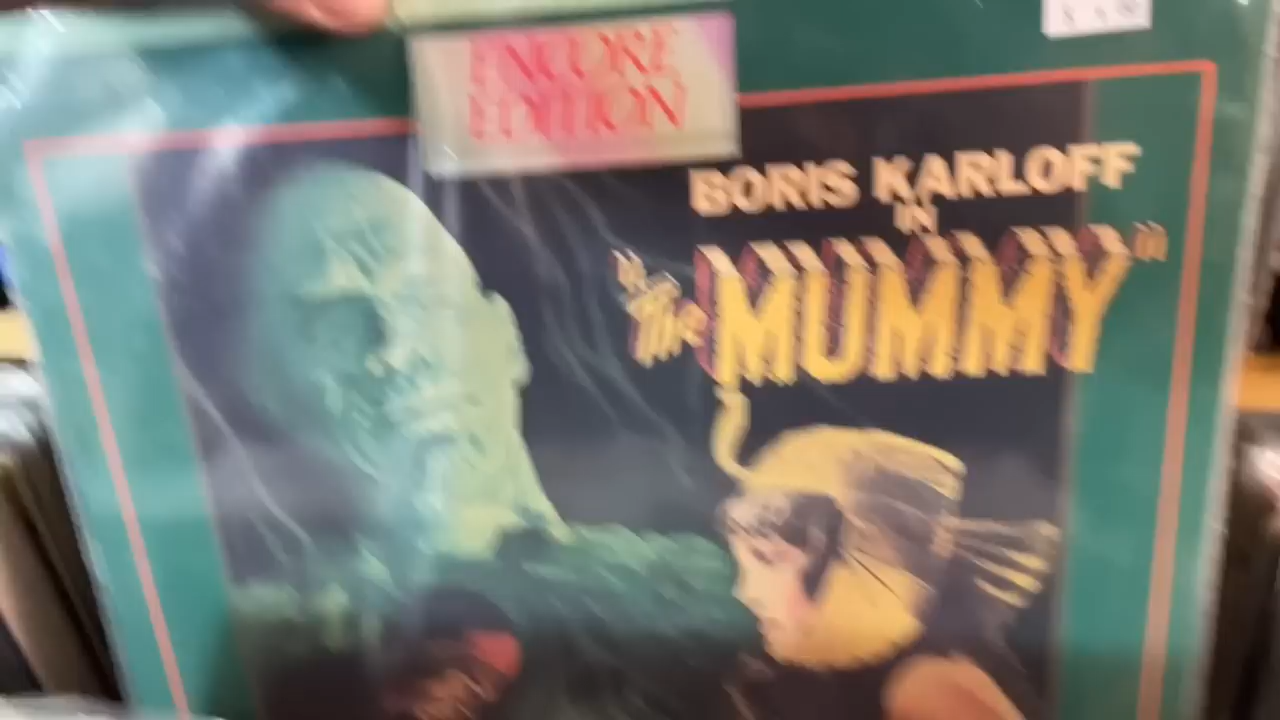 ENCORE
EDITION
BORIS KARLOFF
IN
"The MUMMY"